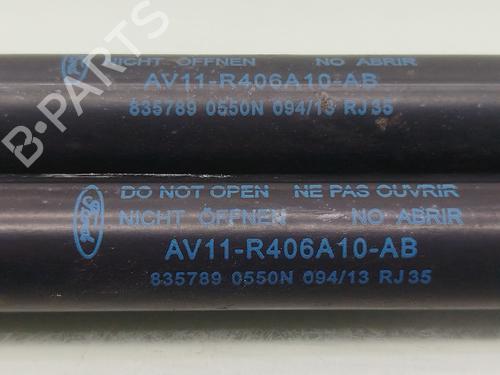 NICHT ÖFFNEN NO ABRIR
AV11-R406A10-AB
835789 0550N 094/13 RJ35
DO NOT OPEN NE PAS OUVRIR
NICHT ÖFFNEN NO ABRIR
AV11-R406A10-AB
835789 0550N 094/13 RJ35
B-PARTS